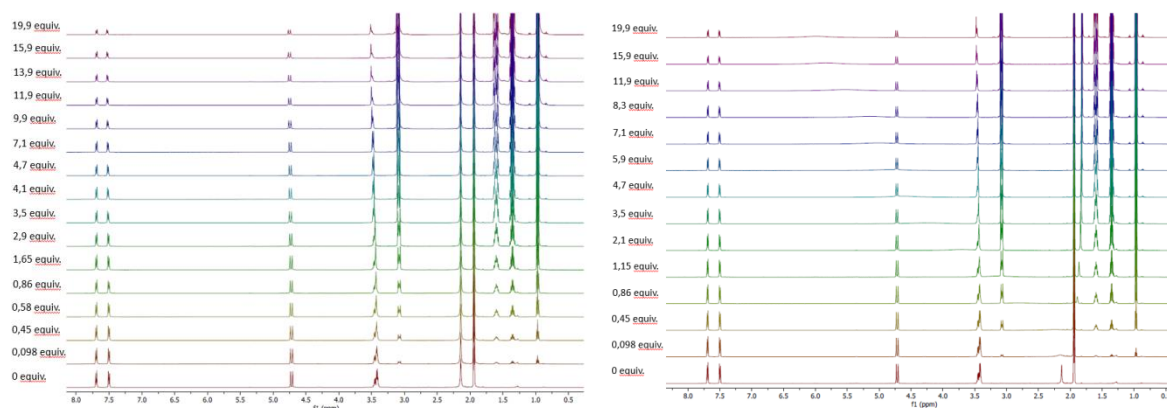 19,9 equiv.
15,9 equiv.
13,9 equiv.
11,9 equiv.
9,9 equiv.
7,1 equiv.
4,7 equiv.
4,1 equiv.
3,5 equiv.
2,9 equiv.
1,65 equiv.
0,86 equiv.
0,58 equiv.
0,45 equiv.
0,098 equiv.
0 equiv.
8.0 7.5 7.0 6.5 6.0 5.5 5.0 4.5 4.0 3.5 3.0 2.5 2.0 1.5 1.0 0.5
f1 (ppm)
19,9 equiv.
15,9 equiv.
11,9 equiv.
8,3 equiv.
7,1 equiv.
5,9 equiv.
4,7 equiv.
3,5 equiv.
2,1 equiv.
1,15 equiv.
0,86 equiv.
0,45 equiv.
0,098 equiv.
0 equiv.
8.0 7.5 7.0 6.5 6.0 5.5 5.0 4.5 4.0 3.5 3.0 2.5 2.0 1.5 1.0 0.5
f1 (ppm)